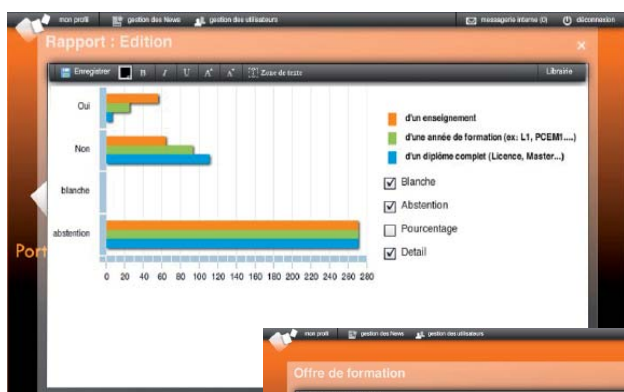 mon profil gestion des News gestion des utilisateurs messagerie interne (0) déconnexion
Rapport : Edition
Enregistrer B I U A A Zone de texte Librairie
Oui
Non
blanche
abstention
0 20 40 60 80 100 120 140 160 180 200 220 240 260 280
d'un enseignement
d'une année de formation (ex: L1, PCEM1....)
d'un diplôme complet (Licence, Master...)
Blanche
Abstention
Pourcentage
Detail
Port
mon profil gestion des News gestion des utilisateurs
Offre de formation